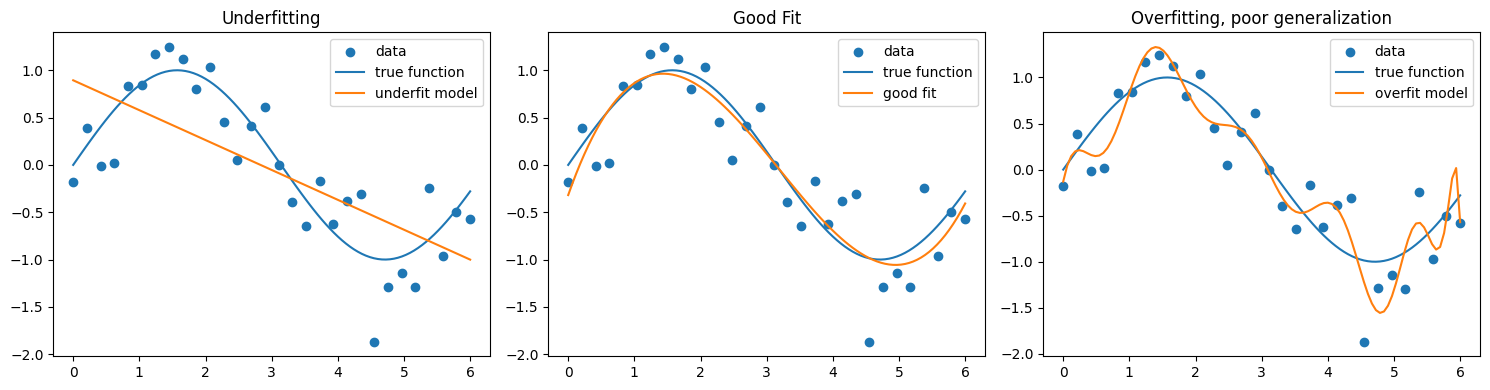 Underfitting
data
true function
underfit model
1.0
0.5
0.0
−0.5
−1.0
−1.5
−2.0
0 1 2 3 4 5 6
Good Fit
data
true function
good fit
1.0
0.5
0.0
−0.5
−1.0
−1.5
−2.0
0 1 2 3 4 5 6
Overfitting, poor generalization
data
true function
overfit model
1.0
0.5
0.0
−0.5
−1.0
−1.5
−2.0
0 1 2 3 4 5 6